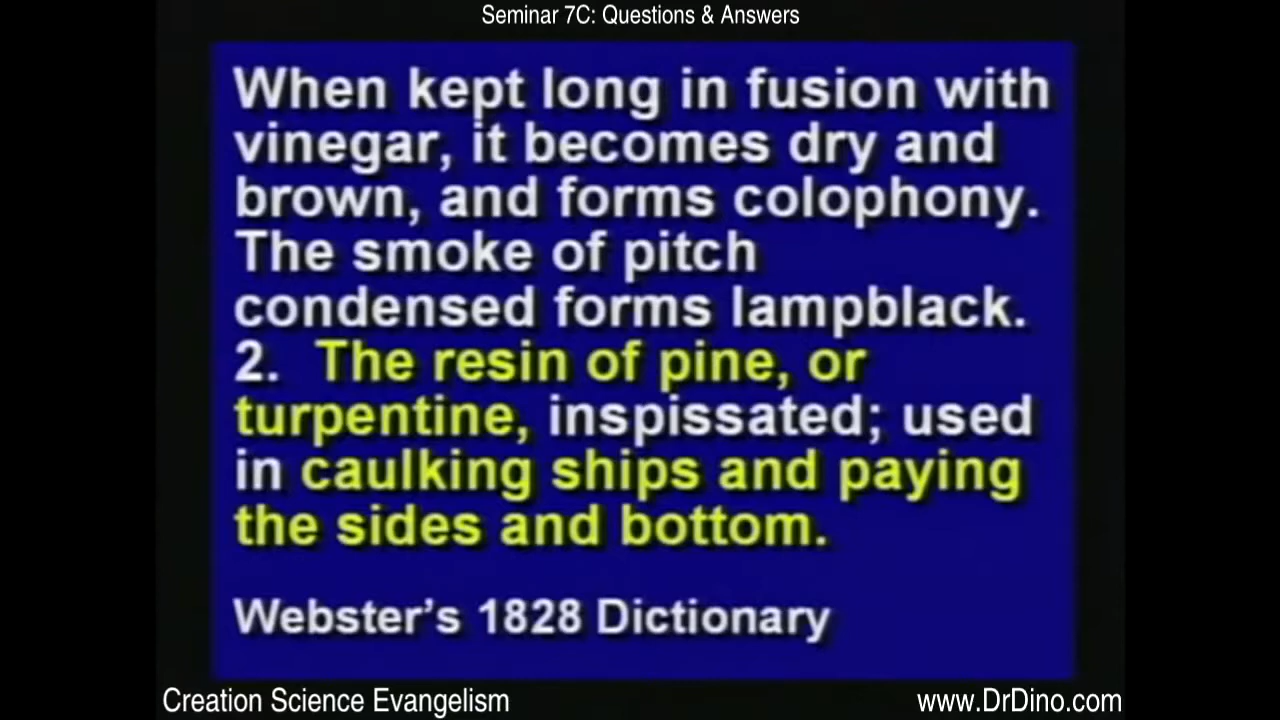 Seminar 7C: Questions & Answers
When kept long in fusion with
vinegar, it becomes dry and
brown, and forms colophony.
The smoke of pitch
condensed forms lampblack.
2. The resin of pine, or
turpentine, inspissated; used
in caulking ships and paying
the sides and bottom.
Webster's 1828 Dictionary
Creation Science Evangelism
www.DrDino.com